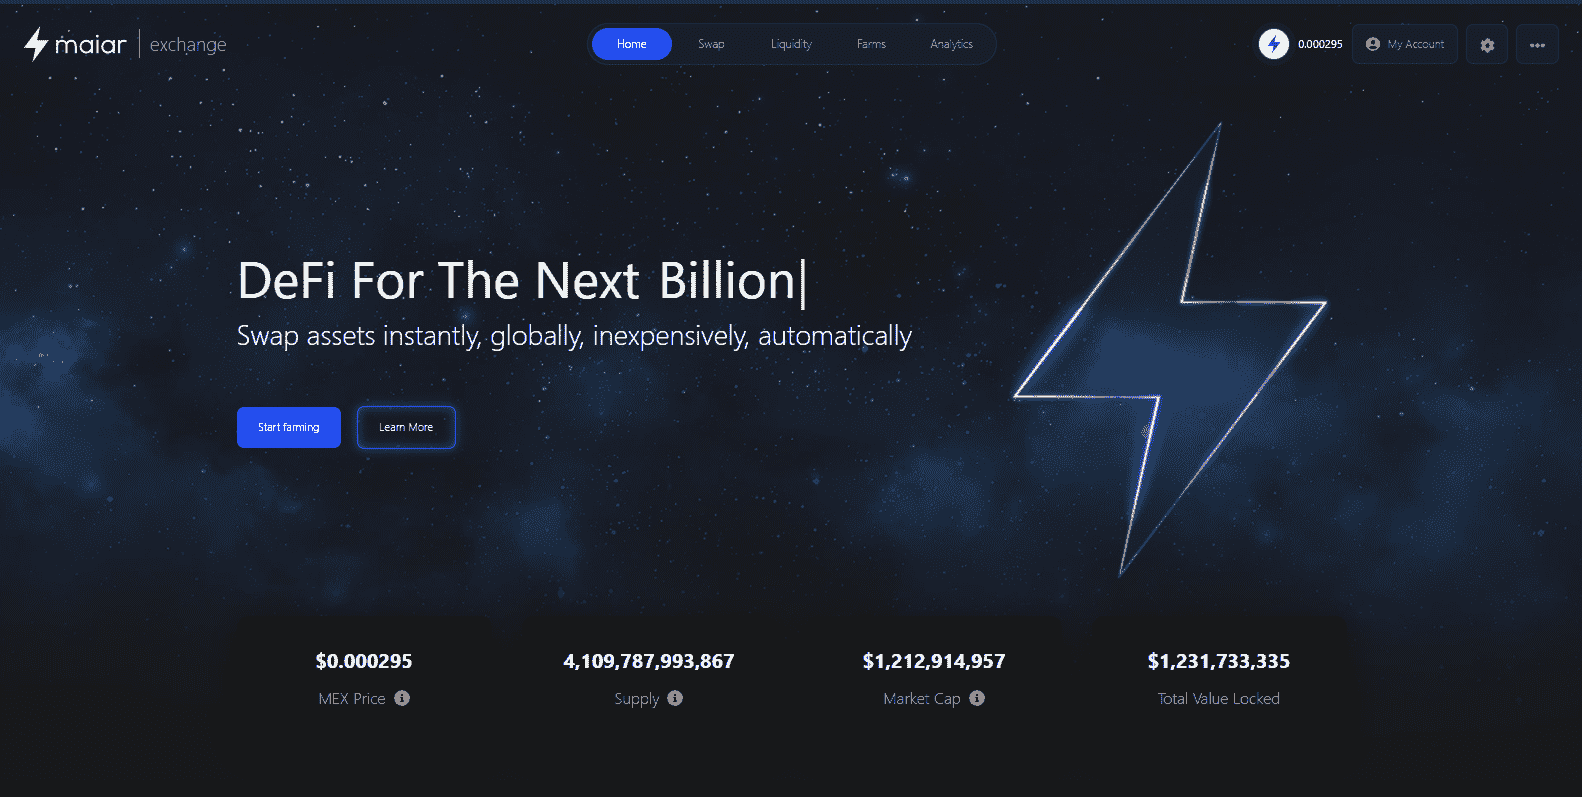 maiar | exchange
Home
Swap
Liquidity
Farms
Analytics
0.000295
My Account
DeFi For The Next Billion|
Swap assets instantly, globally, inexpensively, automatically
Start farming
Learn More
$0.000295
MEX Price
4,109,787,993,867
Supply
$1,212,914,957
Market Cap
$1,231,733,335
Total Value Locked